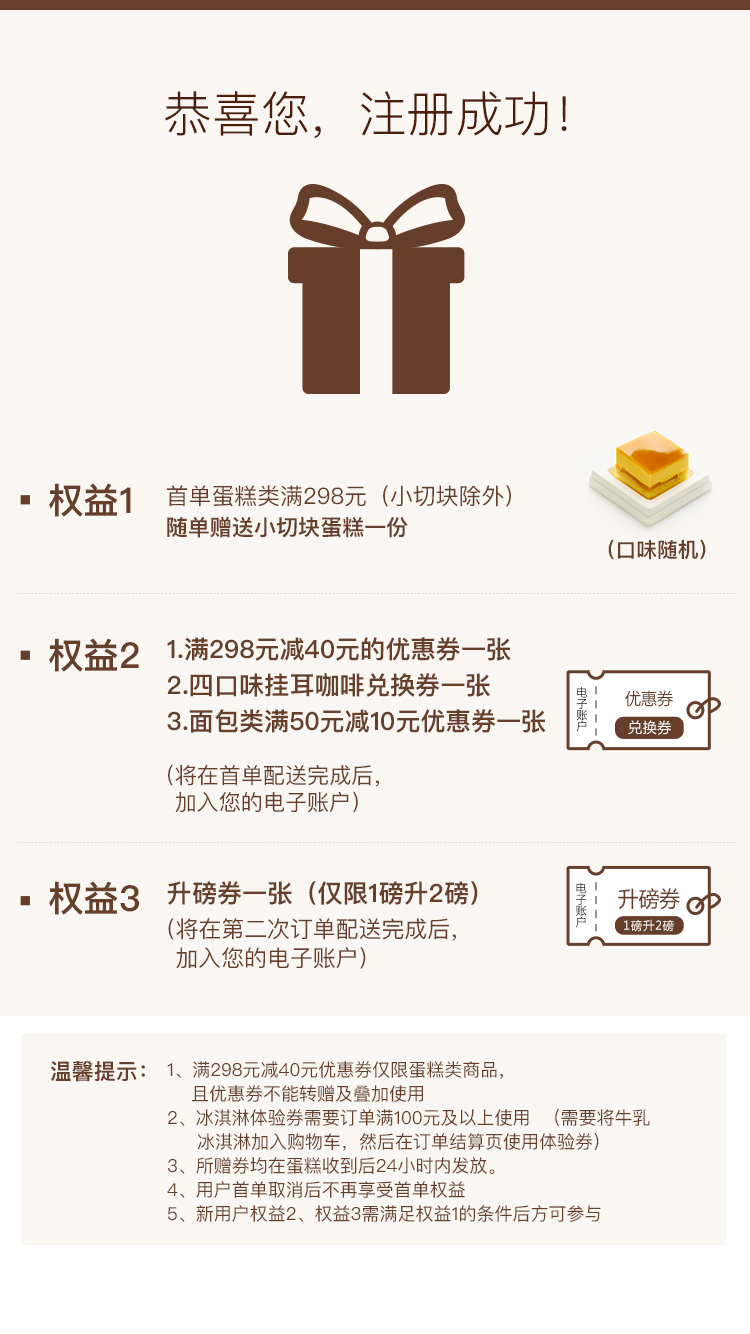 恭喜您，注册成功！
权益1
首单蛋糕类满298元（小切块除外）
随单赠送小切块蛋糕一份
（口味随机）
权益2
1.满298元减40元的优惠券一张
2.四口味挂耳咖啡兑换券一张
3.面包类满50元减10元优惠券一张
（将在首单配送完成后，
加入您的电子账户）
电子账户
优惠券
兑换券
权益3
升磅券一张（仅限1磅升2磅）
（将在第二次订单配送完成后，
加入您的电子账户）
电子账户
升磅券
1磅升2磅
温馨提示：
1、满298元减40元优惠券仅限蛋糕类商品，
且优惠券不能转赠及叠加使用
2、冰淇淋体验券需要订单满100元及以上使用 （需要将牛乳
冰淇淋加入购物车，然后在订单结算页使用体验券）
3、所赠券均在蛋糕收到后24小时内发放。
4、用户首单取消后不再享受首单权益
5、新用户权益2、权益3需满足权益1的条件后方可参与